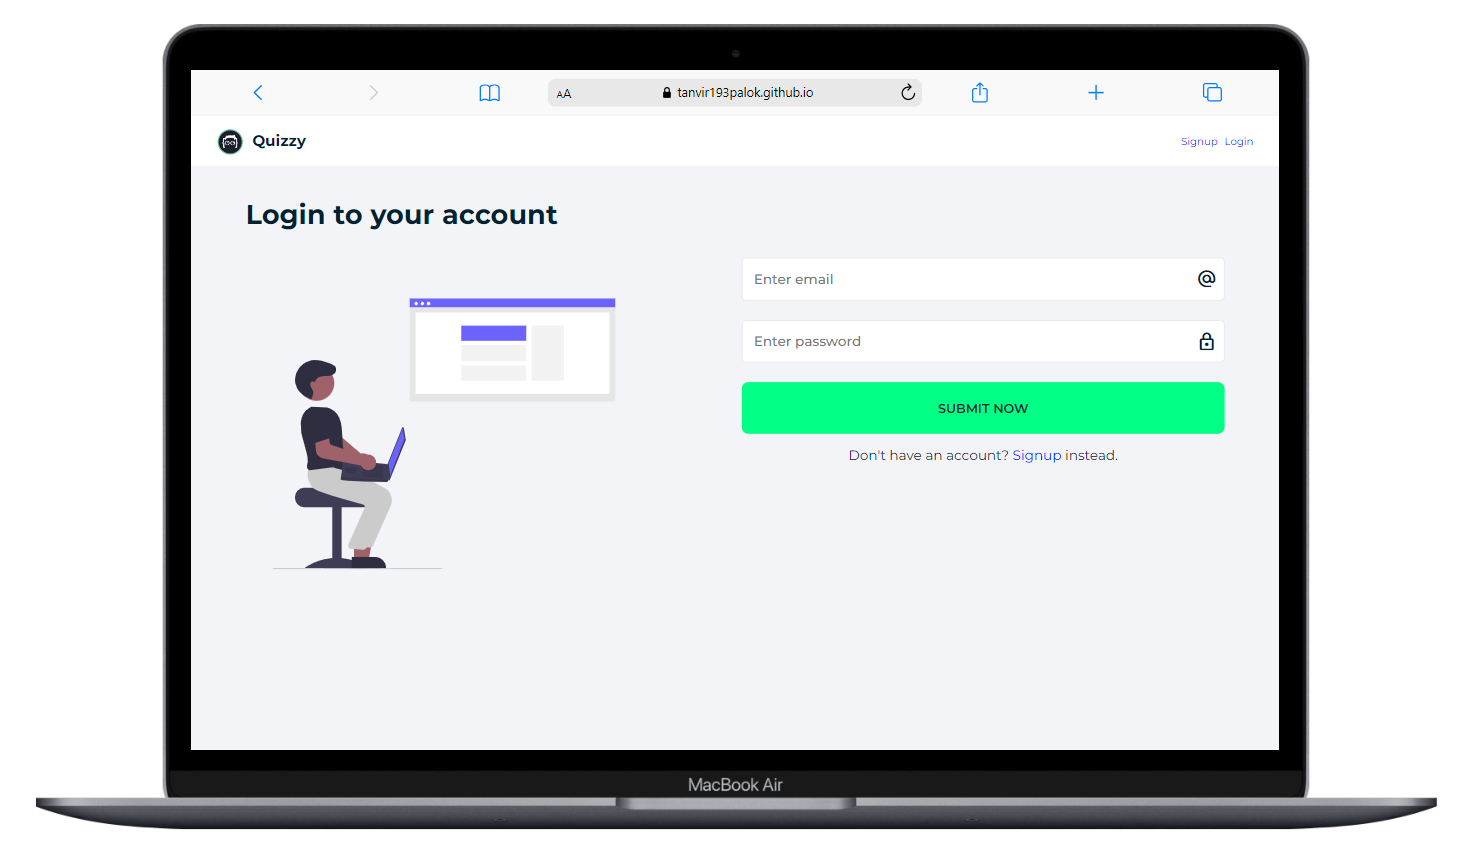 AA tanvir193palok.github.io
Quizzy
Signup Login
Login to your account
Enter email
Enter password
SUBMIT NOW
Don't have an account? Signup instead.
MacBook Air